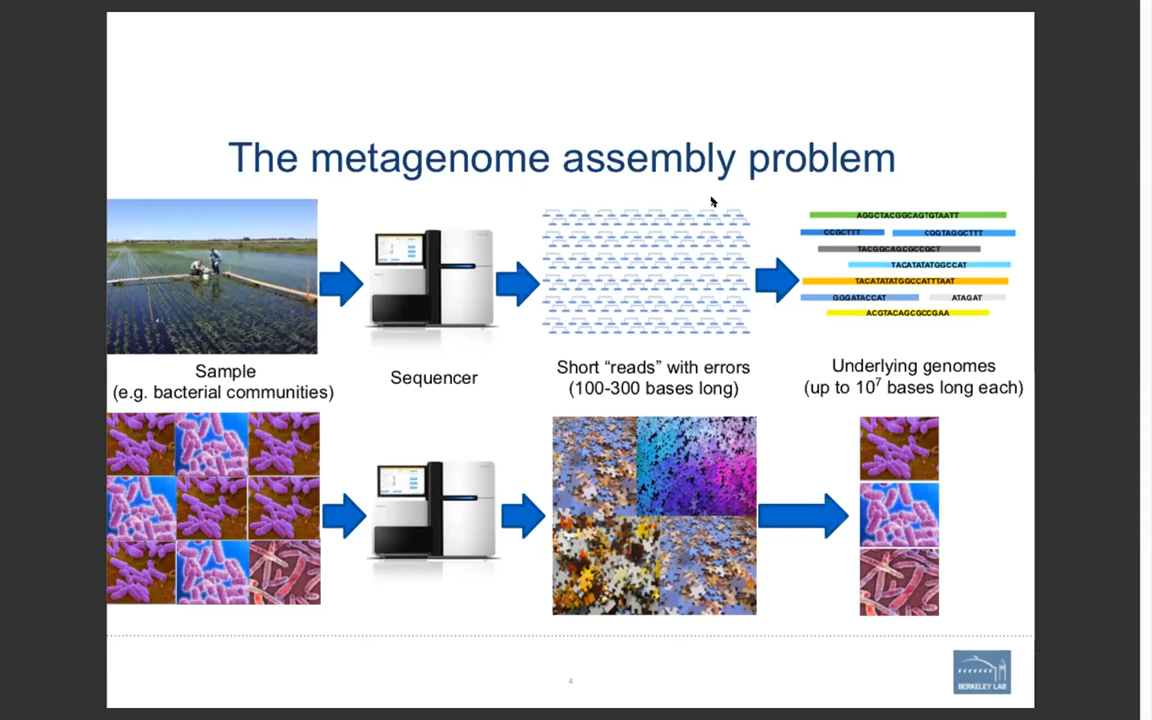 The metagenome assembly problem
AGGCTACGGCAGTGTAATT
CCGCTTT
CGGTAGGCTTT
TACGGCAGCGCCGCT
TACATATATGGCCAT
TACATATATGGCCATTTAAT
GGGATACCAT
ATAGAT
ACGTACAGCGCCGAA
Sample
(e.g. bacterial communities)
Sequencer
Short “reads” with errors
(100-300 bases long)
Underlying genomes
(up to 10⁷ bases long each)
4
BERKELEY LAB